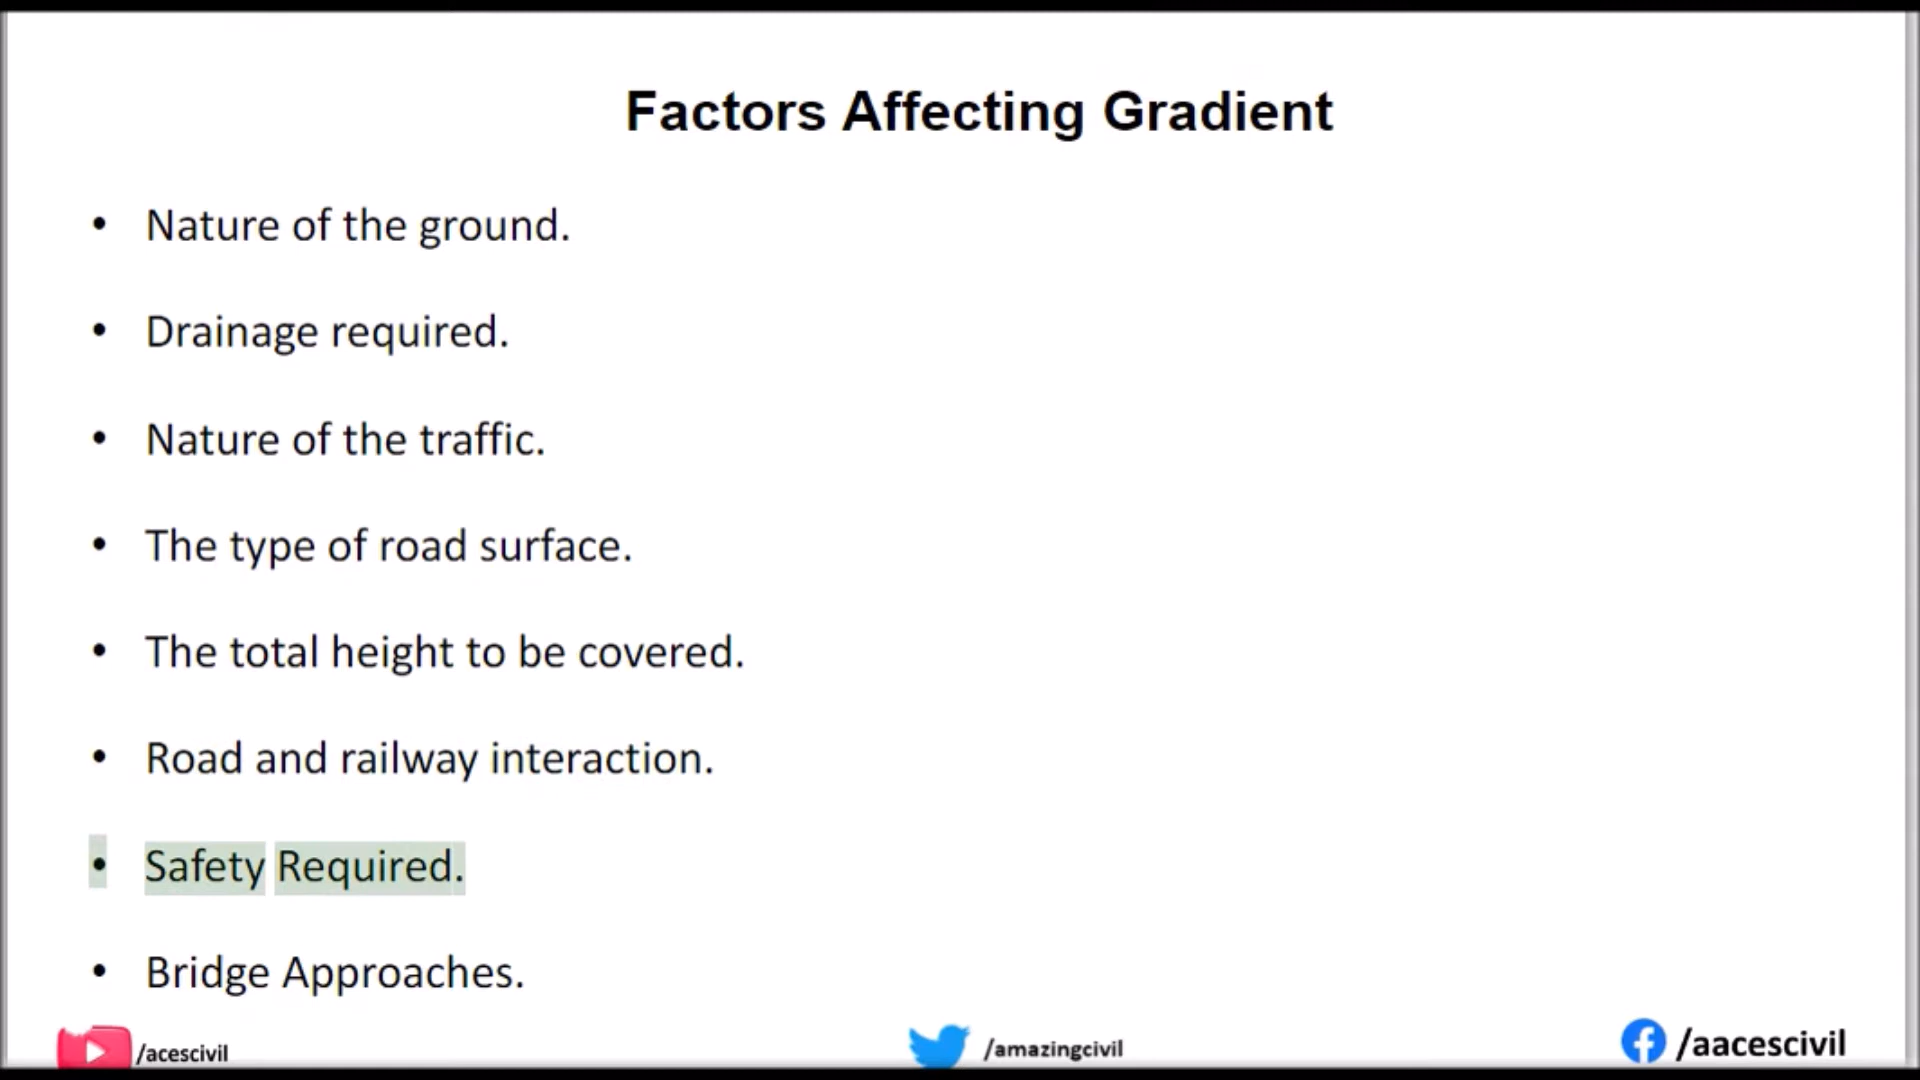 Factors Affecting Gradient
• Nature of the ground.
• Drainage required.
• Nature of the traffic.
• The type of road surface.
• The total height to be covered.
• Road and railway interaction.
• Safety Required.
• Bridge Approaches.
/acescivil
/amazingcivil
/aacescivil